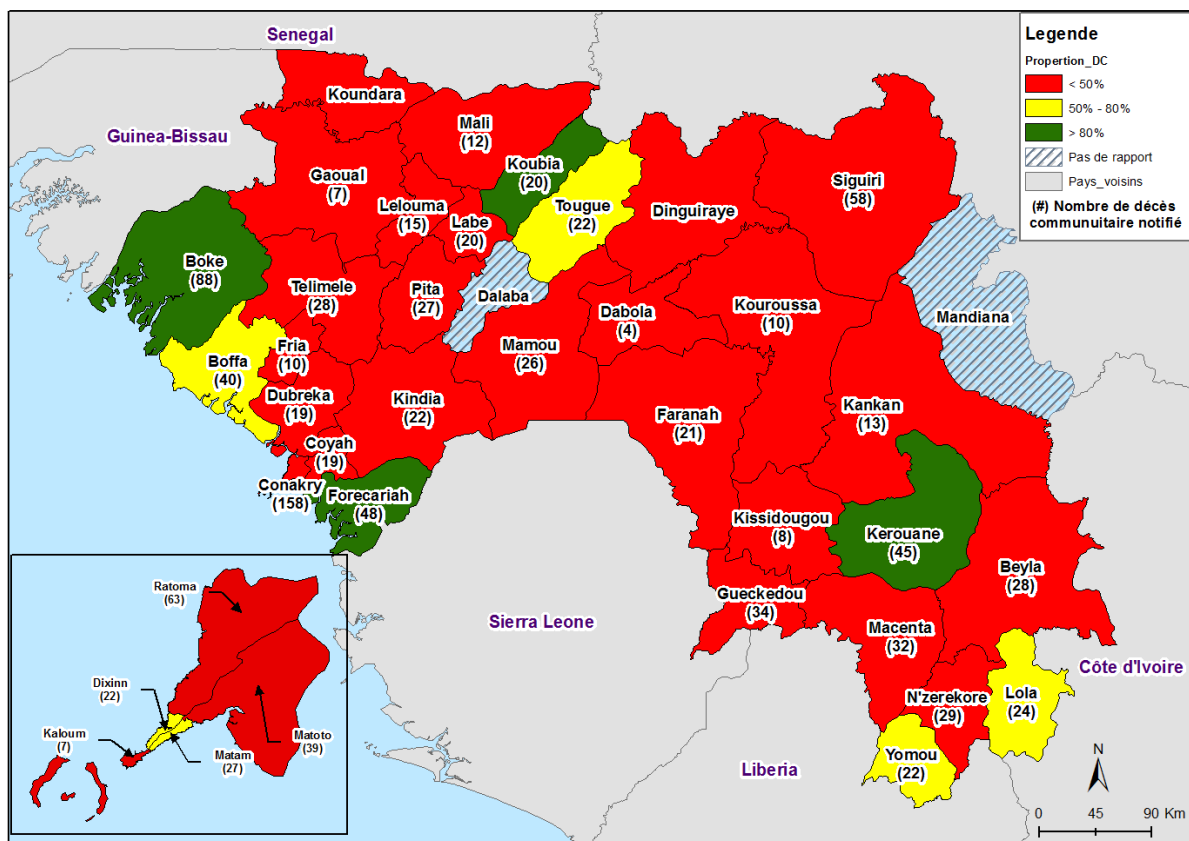 Senegal
Guinea-Bissau
Koundara
Mali
(12)
Koubia
(20)
Gaoual
(7)
Lelouma
(15)
Labe
(20)
Tougue
(22)
Dinguiraye
Siguiri
(58)
Boke
(88)
Telimele
(28)
Pita
(27)
Dalaba
Dabola
(4)
Kouroussa
(10)
Mandiana
Boffa
(40)
Fria
(10)
Mamou
(26)
Dubreka
(19)
Kindia
(22)
Faranah
(21)
Kankan
(13)
Coyah
(19)
Conakry
(158)
Forecariah
(48)
Kissidougou
(8)
Kerouane
(45)
Beyla
(28)
Gueckedou
(34)
Macenta
(32)
N'zerekore
(29)
Lola
(24)
Yomou
(22)
Sierra Leone
Liberia
Côte d'Ivoire
Legende
Propertion_DC
< 50%
50% - 80%
> 80%
Pas de rapport
Pays_voisins
(#) Nombre de décès
communuitaire notifié
Ratoma
(63)
Dixinn
(22)
Kaloum
(7)
Matam
(27)
Matoto
(39)
N
0 45 90 Km